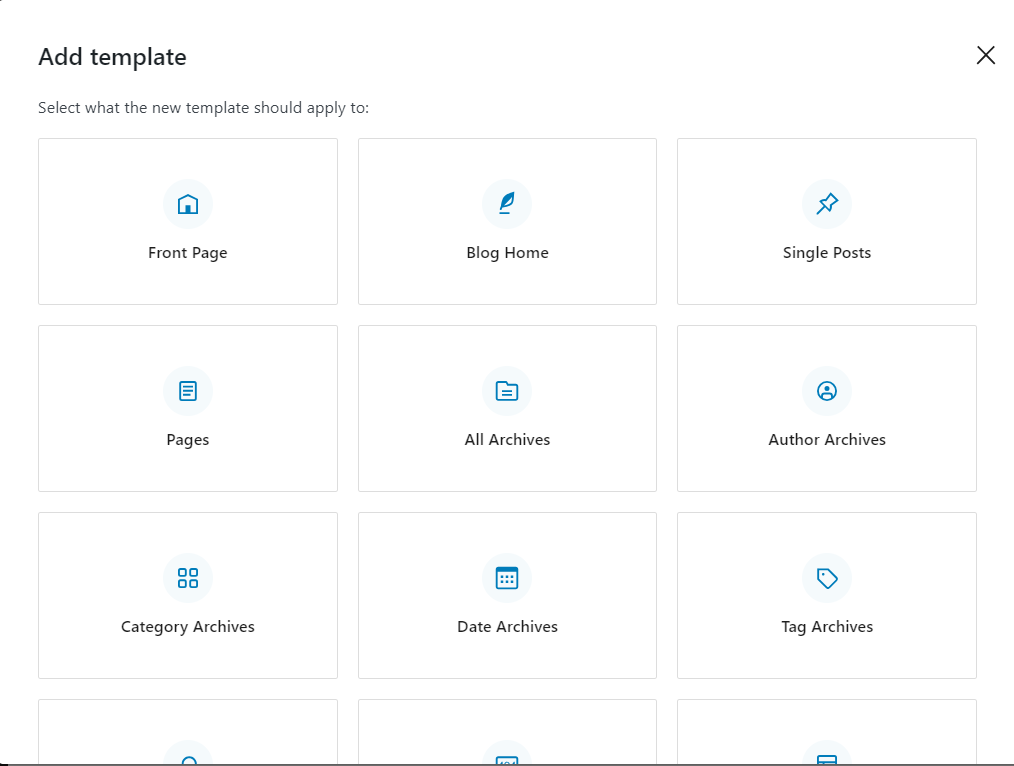 Add template
Select what the new template should apply to:
Front Page
Blog Home
Single Posts
Pages
All Archives
Author Archives
Category Archives
Date Archives
Tag Archives